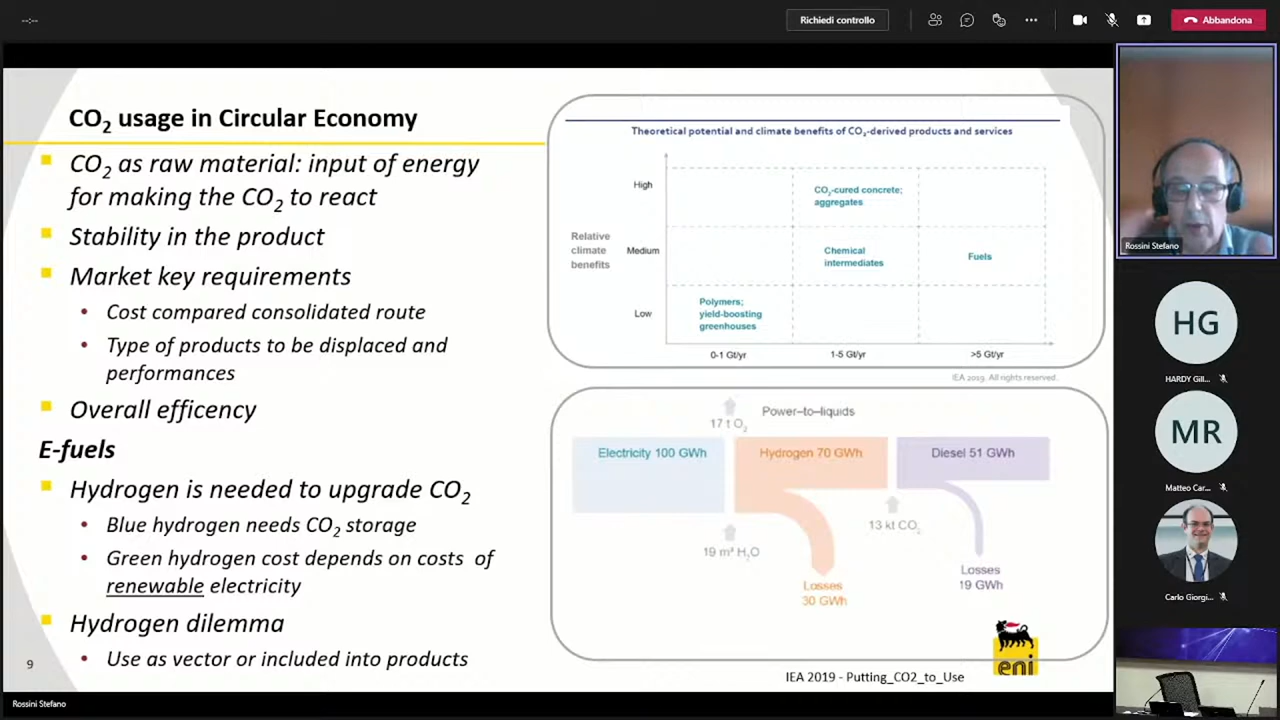 --:--
Richiedi controllo
Abbandona
CO2 usage in Circular Economy
CO2 as raw material: input of energy
for making the CO2 to react
Stability in the product
Market key requirements
Cost compared consolidated route
Type of products to be displaced and
performances
Overall efficency
E-fuels
Hydrogen is needed to upgrade CO2
Blue hydrogen needs CO2 storage
Green hydrogen cost depends on costs of
renewable electricity
Hydrogen dilemma
Use as vector or included into products
9
Theoretical potential and climate benefits of CO2-derived products and services
High
CO2-cured concrete;
aggregates
Relative
climate
benefits
Medium
Chemical
intermediates
Fuels
Low
Polymers;
yield-boosting
greenhouses
0-1 Gt/yr
1-5 Gt/yr
>5 Gt/yr
IEA 2019. All rights reserved.
Power-to-liquids
17 t O2
Electricity 100 GWh
Hydrogen 70 GWh
Diesel 51 GWh
13 kt CO2
19 m³ H2O
Losses
30 GWh
Losses
19 GWh
eni
IEA 2019 - Putting_CO2_to_Use
Rossini Stefano
Rossini Stefano
HG
HARDY Gill...
MR
Matteo Car...
Carlo Giorgi...